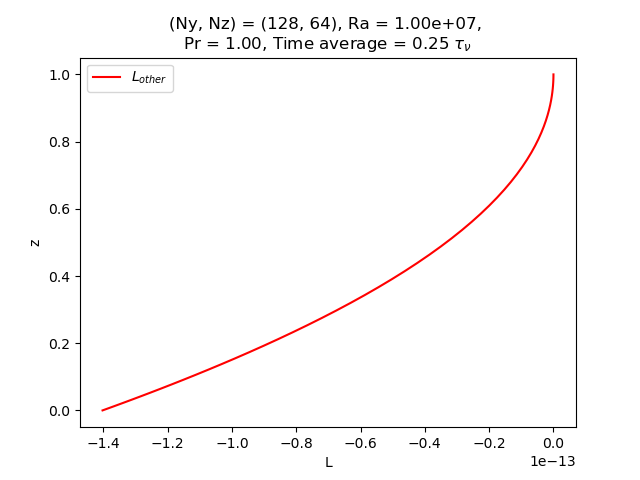 (Ny, Nz) = (128, 64), Ra = 1.00e+07,
Pr = 1.00, Time average = 0.25 τν
L_other
1.0
0.8
0.6
0.4
0.2
0.0
z
−1.4 −1.2 −1.0 −0.8 −0.6 −0.4 −0.2 0.0
1e−13
L